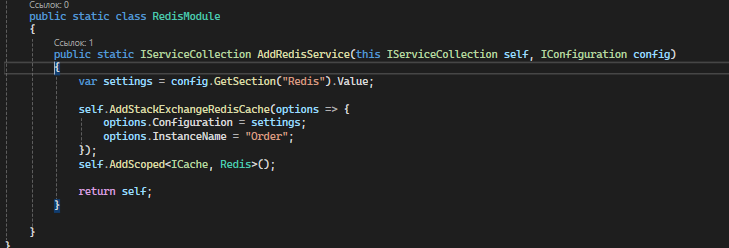 Ссылок: 0
public static class RedisModule
{
Ссылок: 1
public static IServiceCollection AddRedisService(this IServiceCollection self, IConfiguration config)
{
var settings = config.GetSection("Redis").Value;
self.AddStackExchangeRedisCache(options => {
options.Configuration = settings;
options.InstanceName = "Order";
});
self.AddScoped<ICache, Redis>();
return self;
}
}
}